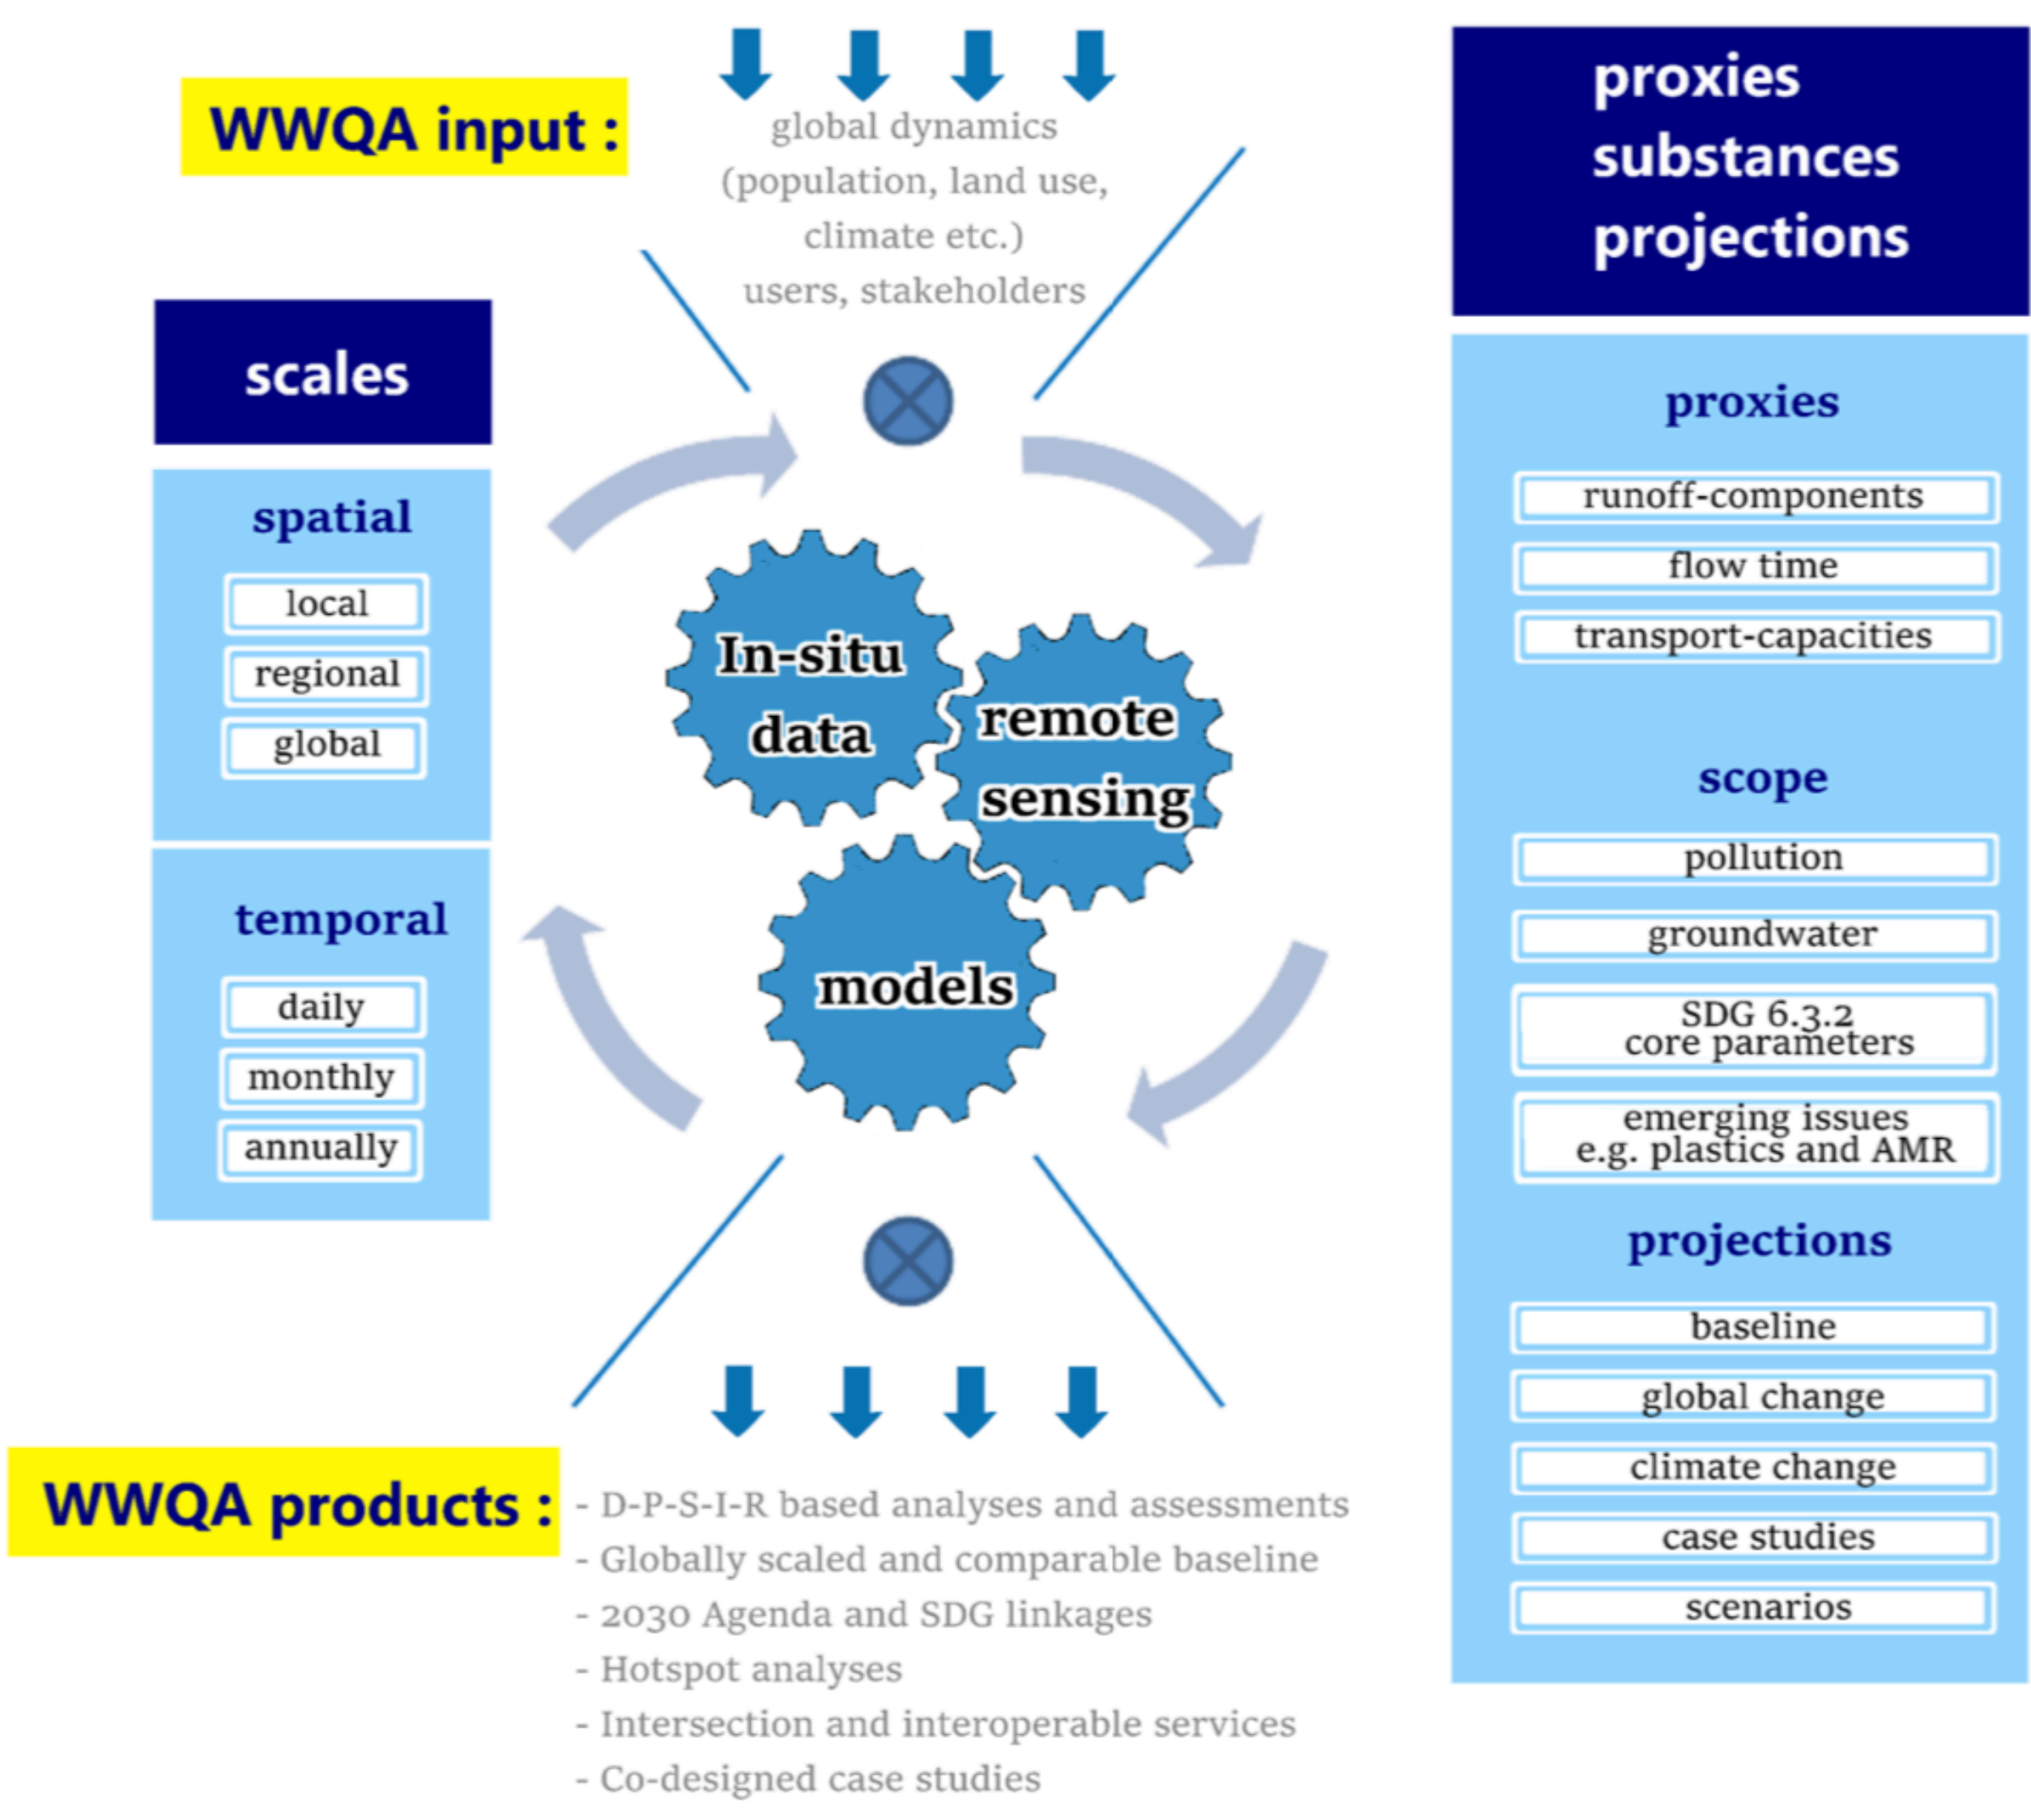 WWQA input :
global dynamics
(population, land use,
climate etc.)
users, stakeholders
scales
spatial
local
regional
global
temporal
daily
monthly
annually
In-situ
data
remote
sensing
models
proxies
substances
projections
proxies
runoff-components
flow time
transport-capacities
scope
pollution
groundwater
SDG 6.3.2
core parameters
emerging issues
e.g. plastics and AMR
projections
baseline
global change
climate change
case studies
scenarios
WWQA products :
- D-P-S-I-R based analyses and assessments
- Globally scaled and comparable baseline
- 2030 Agenda and SDG linkages
- Hotspot analyses
- Intersection and interoperable services
- Co-designed case studies